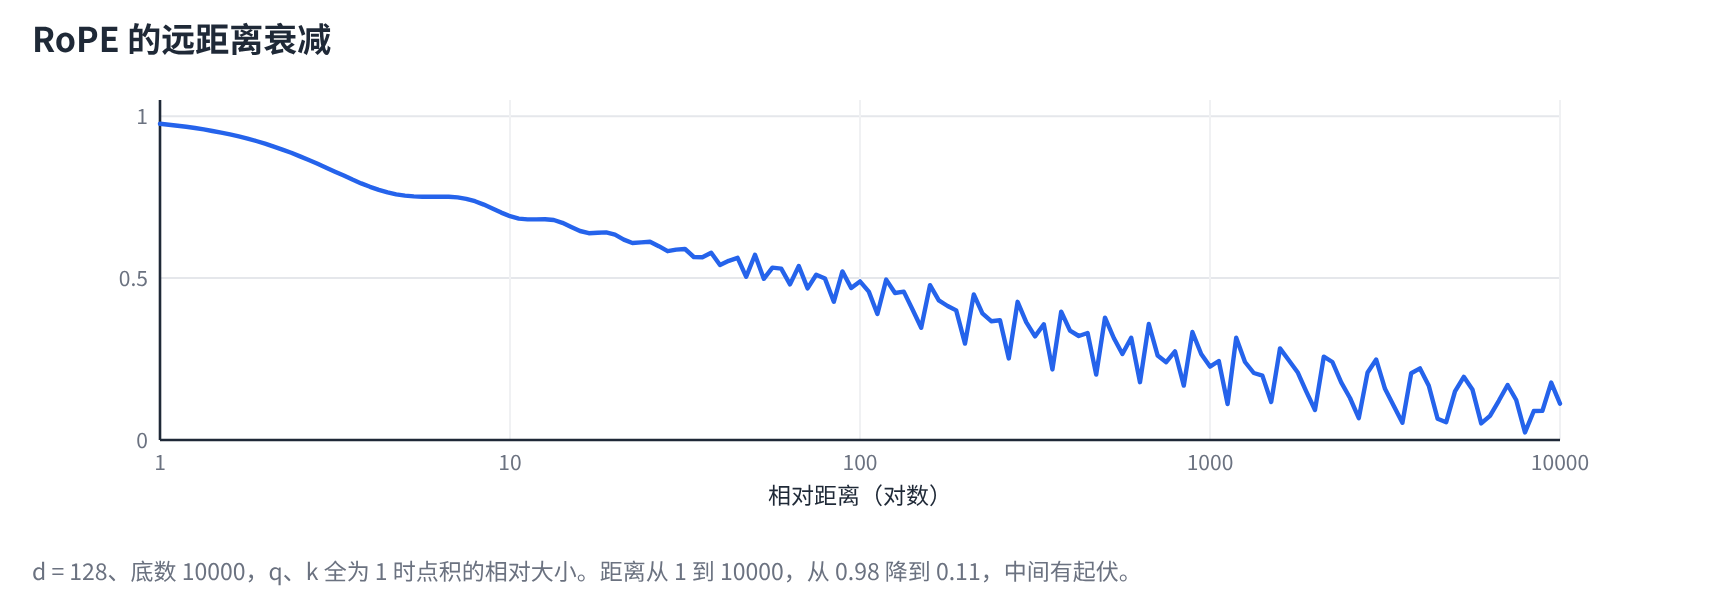 RoPE 的远距离衰减
1
0.5
0
1 10 100 1000 10000
相对距离（对数）
d = 128、底数 10000，q、k 全为 1 时点积的相对大小。距离从 1 到 10000，从 0.98 降到 0.11，中间有起伏。